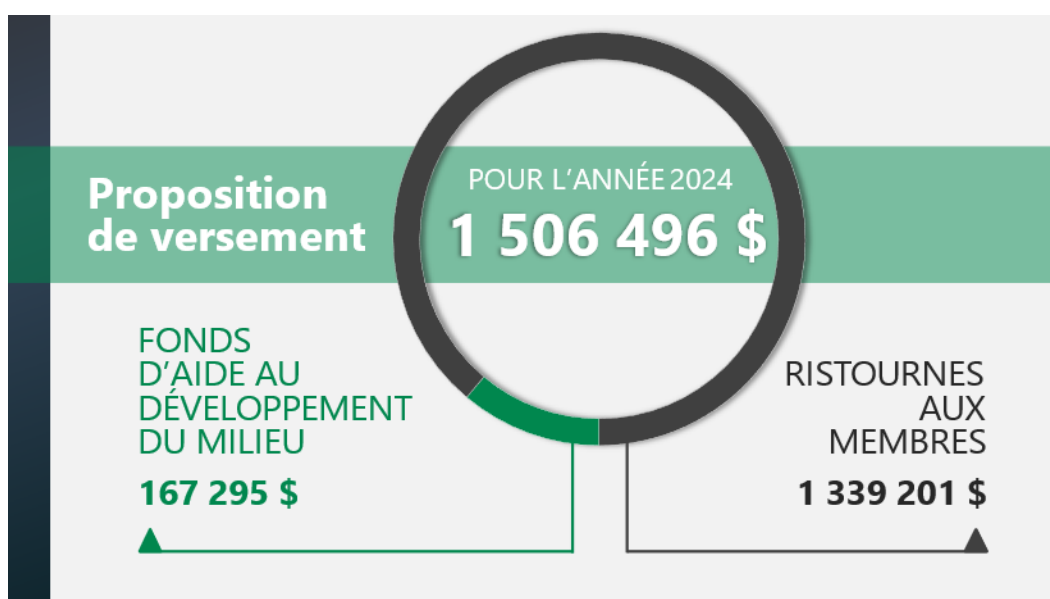 Proposition
de versement
POUR L’ANNÉE 2024
1 506 496 $
FONDS
D’AIDE AU
DÉVELOPPEMENT
DU MILIEU
167 295 $
RISTOURNES
AUX
MEMBRES
1 339 201 $